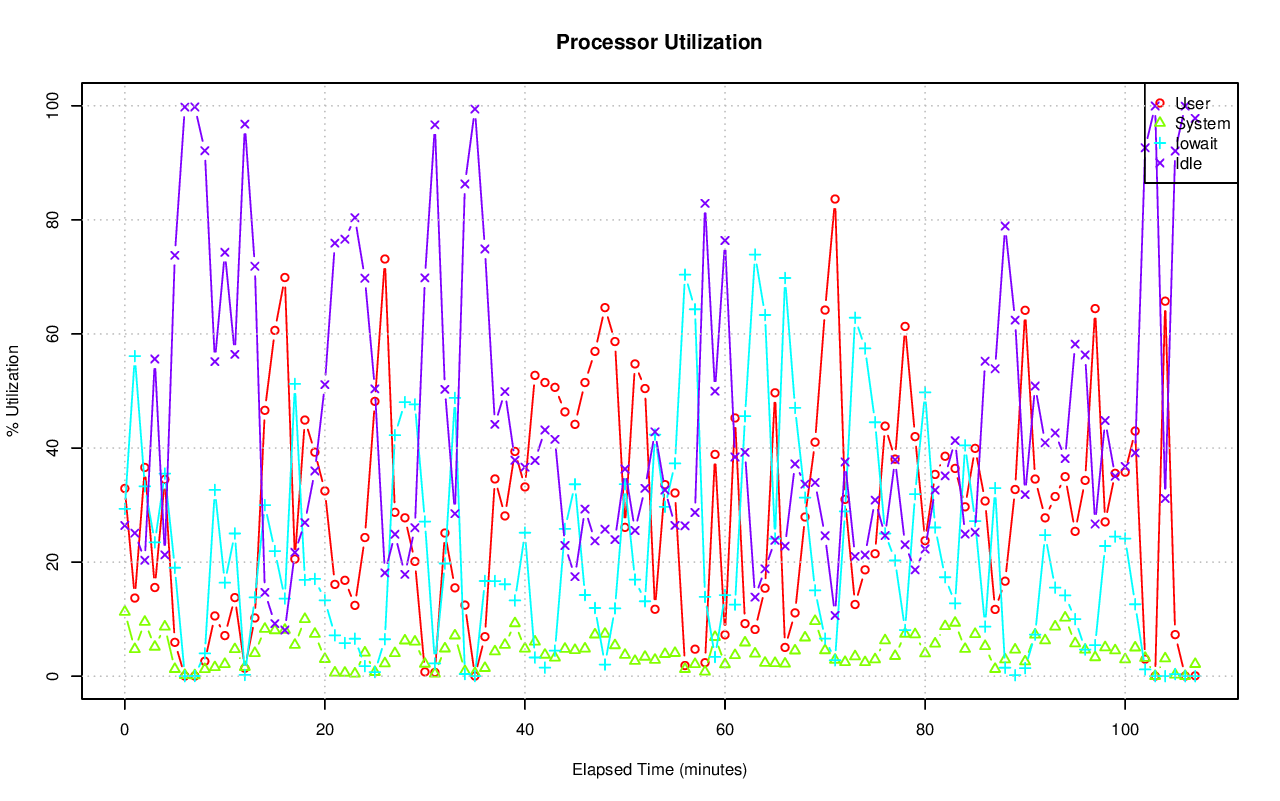 Processor Utilization
100
80
60
40
20
0
% Utilization
User
System
Iowait
Idle
0 20 40 60 80 100
Elapsed Time (minutes)